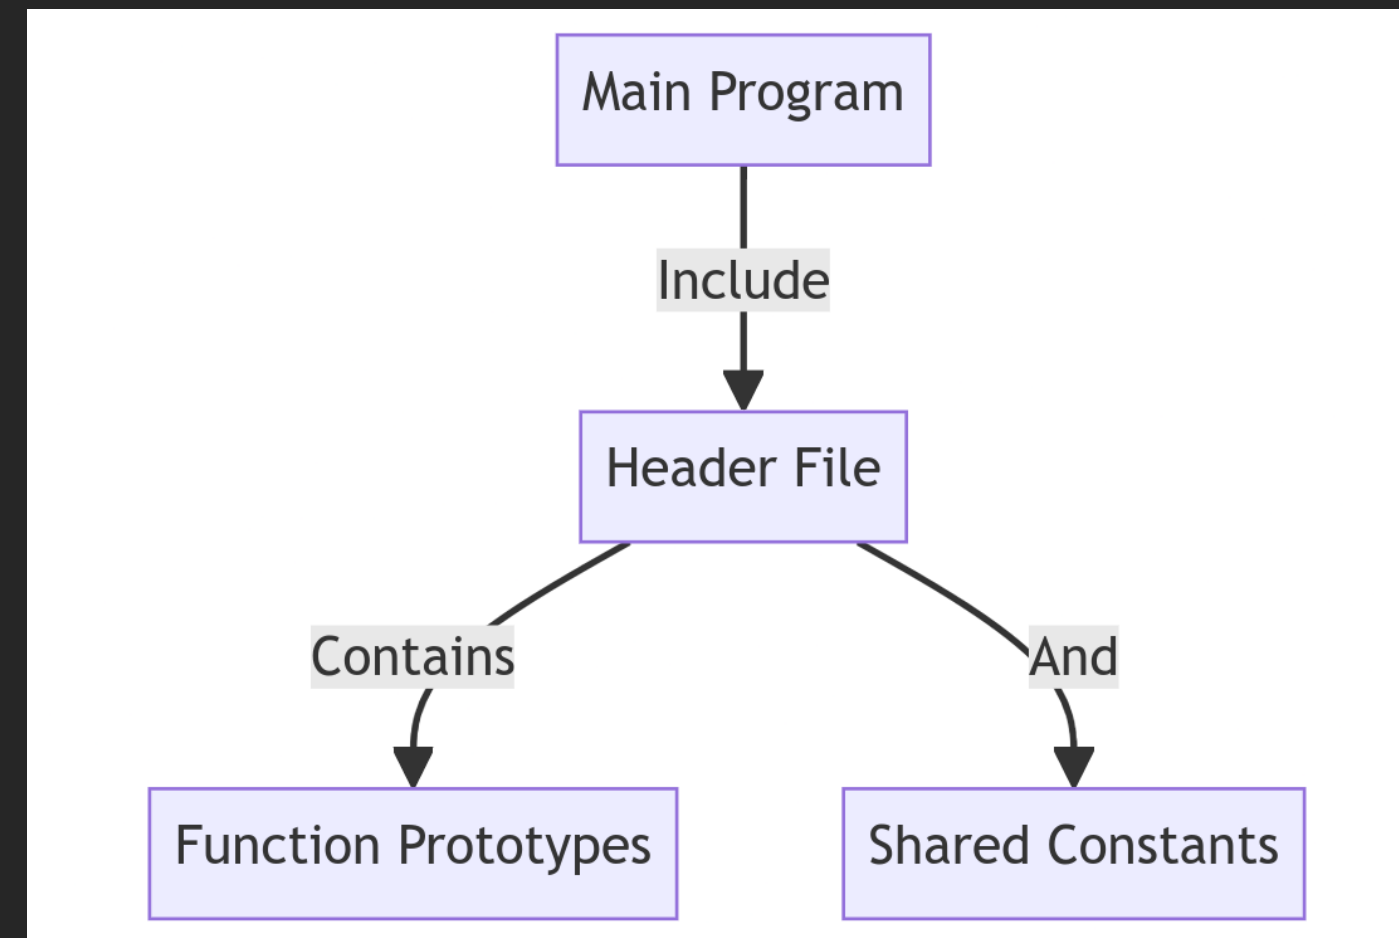 Main Program
Include
Header File
Contains
And
Function Prototypes
Shared Constants